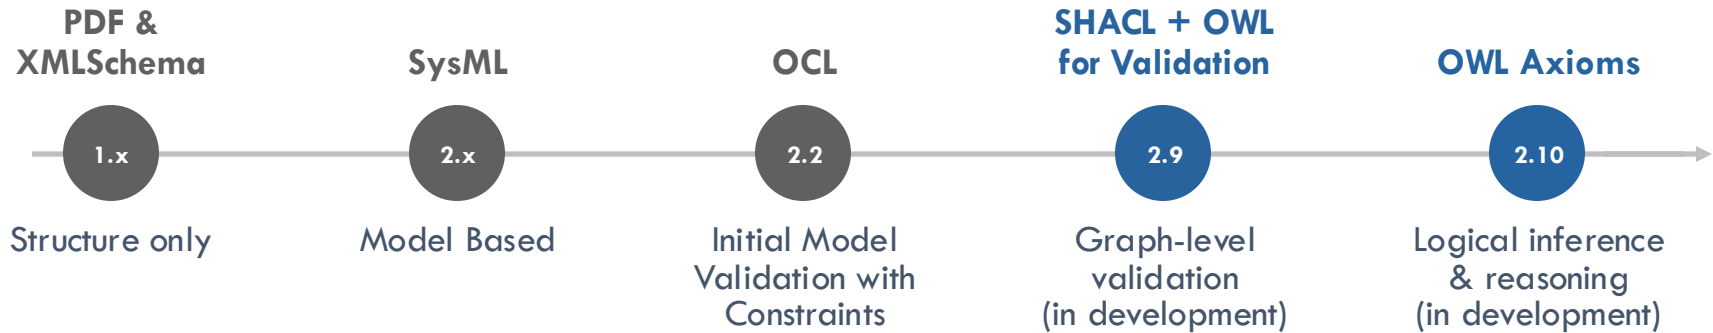 PDF &
XMLSchema
SysML
OCL
SHACL + OWL
for Validation
OWL Axioms
1.x
2.x
2.2
2.9
2.10
Structure only
Model Based
Initial Model
Validation with
Constraints
Graph-level
validation
(in development)
Logical inference
& reasoning
(in development)